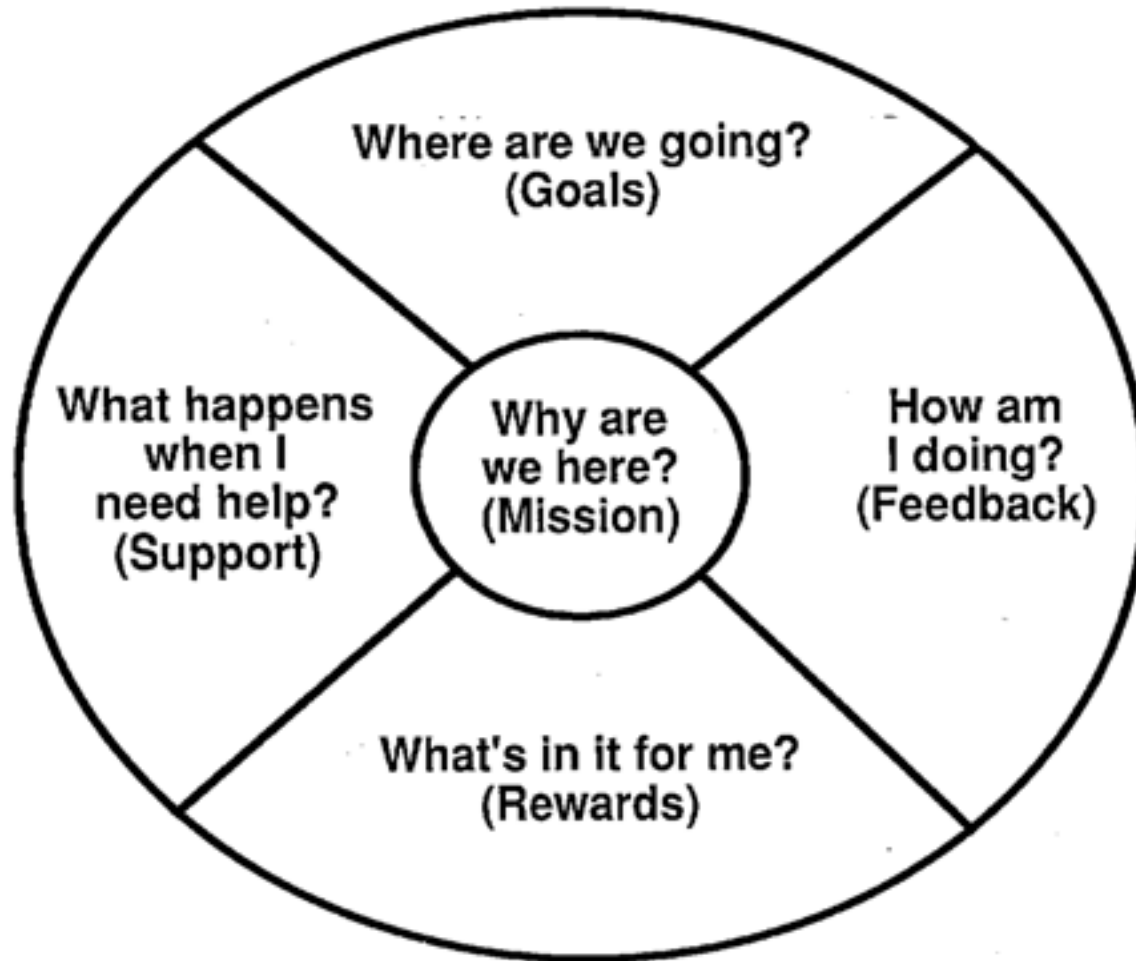 Where are we going?
(Goals)
What happens
when I
need help?
(Support)
Why are
we here?
(Mission)
How am
I doing?
(Feedback)
What's in it for me?
(Rewards)